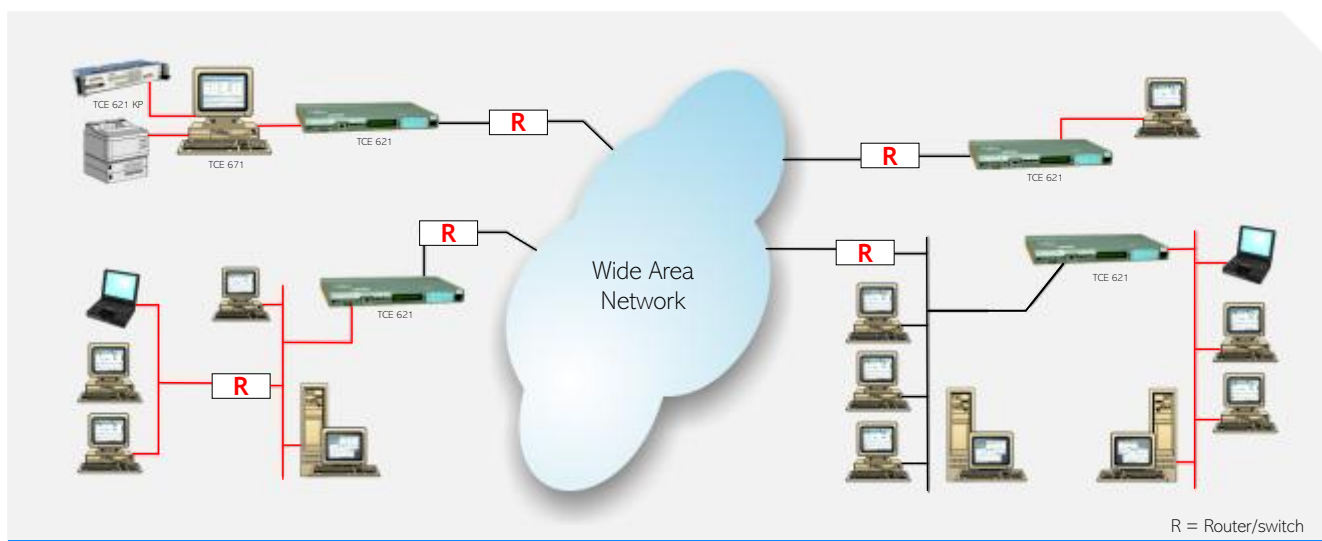 TCE 621 KP
TCE 671
TCE 621
R
R
TCE 621
R
TCE 621
R
Wide Area
Network
R
TCE 621
R = Router/switch